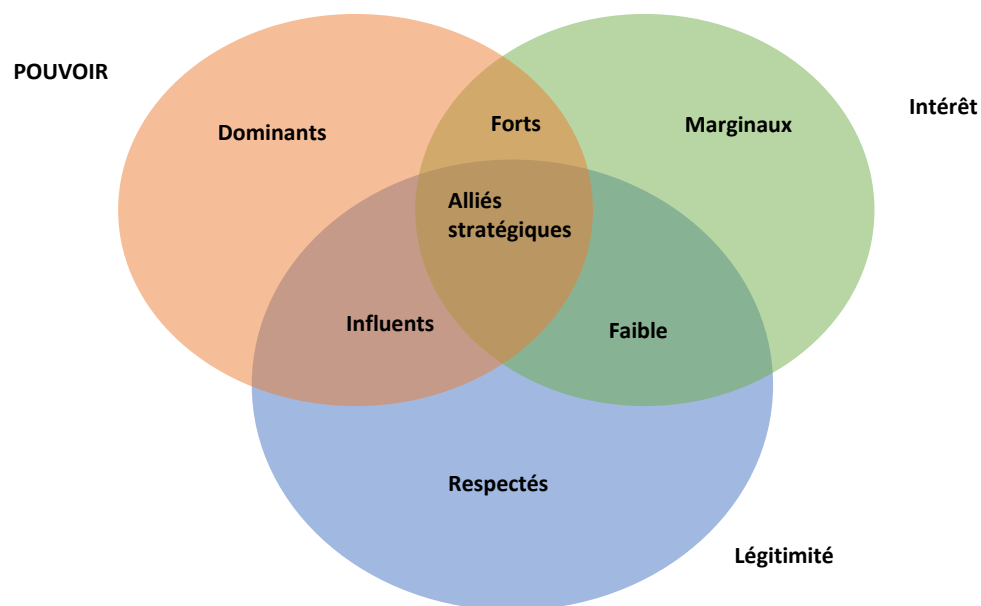 POUVOIR
Dominants
Forts
Marginaux
Intérêt
Alliés
stratégiques
Influents
Faible
Respectés
Légitimité